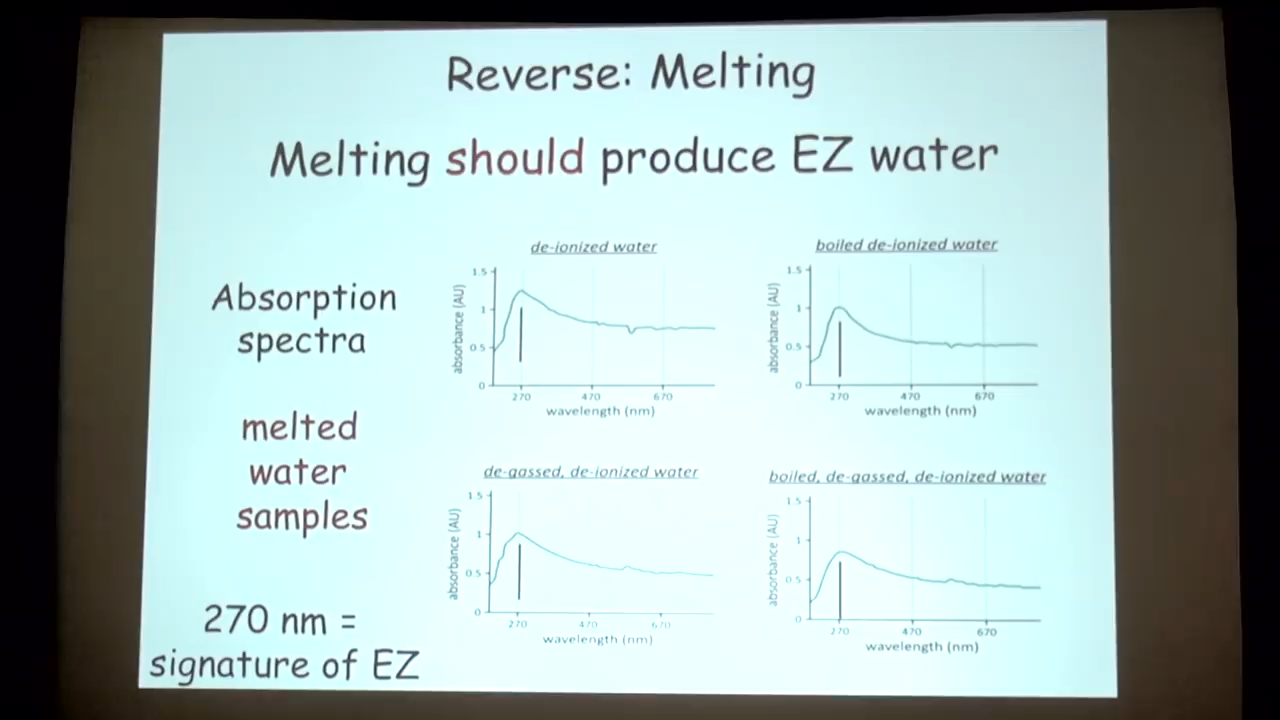 Reverse: Melting
Melting should produce EZ water
Absorption
spectra
melted
water
samples
270 nm =
signature of EZ
de-ionized water
1.5
1
0.5
0
absorbance (AU)
270 470 670
wavelength (nm)
boiled de-ionized water
1.5
1
0.5
0
absorbance (AU)
270 470 670
wavelength (nm)
de-gassed, de-ionized water
1.5
1
0.5
0
absorbance (AU)
270 470 670
wavelength (nm)
boiled, de-gassed, de-ionized water
1.5
1
0.5
0
absorbance (AU)
270 470 670
wavelength (nm)